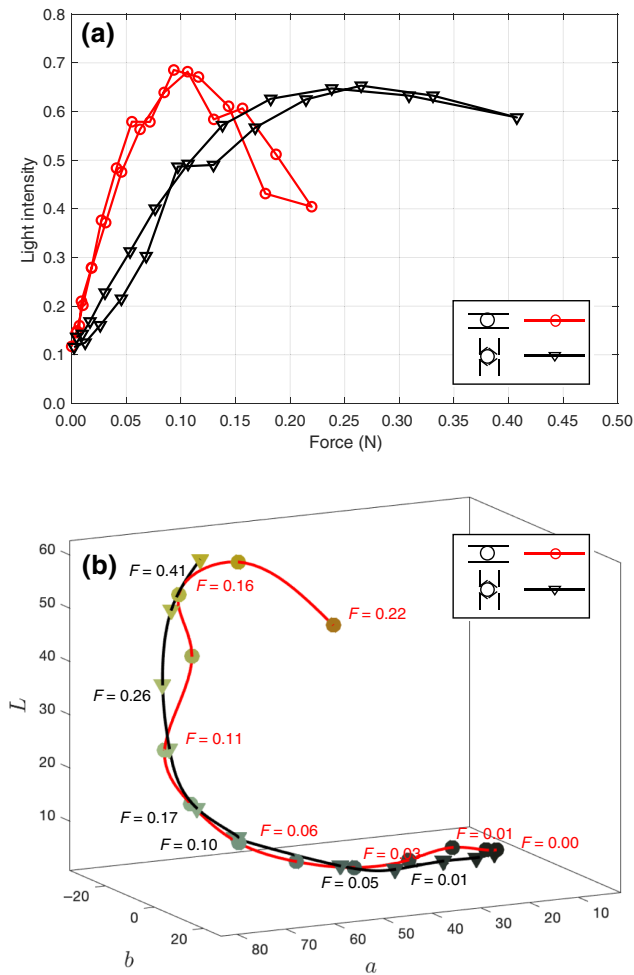 (a)
0.8
0.7
0.6
0.5
0.4
0.3
0.2
0.1
0
Light intensity
0.00 0.05 0.10 0.15 0.20 0.25 0.30 0.35 0.40 0.45 0.50
Force (N)
(b)
60
50
40
30
20
10
L
F = 0.41
F = 0.16
F = 0.22
F = 0.26
F = 0.11
F = 0.17
F = 0.10
F = 0.06
F = 0.03
F = 0.01
F = 0.00
F = 0.05
F = 0.01
−20
0
20
b
80 70 60 50 40 30 20 10
a